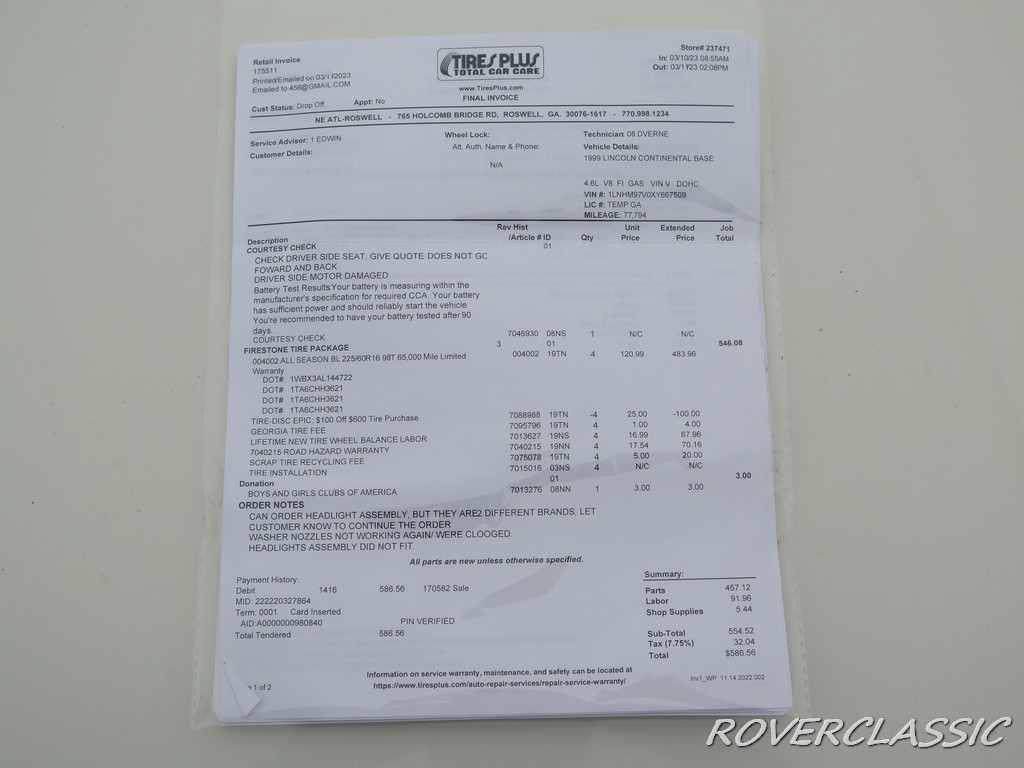 Retail Invoice
175511
Printed/Emailed on 03/11/2023
Emailed to 456@GMAIL.COM
Cust Status: Drop Off Appt: No
TIRES PLUS
TOTAL CAR CARE
www.TiresPlus.com
FINAL INVOICE
Store# 237471
In: 03/10/23 08:55AM
Out: 03/11/23 02:08PM
NE ATL-ROSWELL - 765 HOLCOMB BRIDGE RD, ROSWELL, GA. 30076-1617 - 770.998.1234
Service Advisor: 1 EDWIN
Customer Details:
Wheel Lock:
Alt. Auth. Name & Phone:
N/A
Technician: 08 DVERNE
Vehicle Details:
1999 LINCOLN CONTINENTAL BASE
4.6L V8 FI GAS VIN V DOHC
VIN #: 1LNHM97V0XY667509
LIC #: TEMP GA
MILEAGE: 77,794
Rev Hist Unit Extended Job
Description /Article # ID Qty Price Price Total
COURTESY CHECK 01
CHECK DRIVER SIDE SEAT, GIVE QUOTE DOES NOT GC
FOWARD AND BACK
DRIVER SIDE MOTOR DAMAGED
Battery Test Results:Your battery is measuring within the
manufacturer's specification for required CCA. Your battery
has sufficient power and should reliably start the vehicle.
You're recommended to have your battery tested after 90
days.
COURTESY CHECK 7046930 08NS 1 N/C N/C
FIRESTONE TIRE PACKAGE 3 01 546.08
004002 ALL SEASON BL 225/60R16 98T 65,000 Mile Limited 004002 19TN 4 120.99 483.96
Warranty
DOT# 1WBX3AL144722
DOT# 1TA6CHH3621
DOT# 1TA6CHH3621
DOT# 1TA6CHH3621
TIRE-DISC EPIC: $100 Off $600 Tire Purchase 7088988 19TN -4 25.00 -100.00
GEORGIA TIRE FEE 7095796 19TN 4 1.00 4.00
LIFETIME NEW TIRE WHEEL BALANCE LABOR 7013627 19NS 4 16.99 67.96
7040215 ROAD HAZARD WARRANTY 7040215 19NN 4 17.54 70.16
SCRAP TIRE RECYCLING FEE 7075078 19TN 4 5.00 20.00
TIRE INSTALLATION 7015016 03NS 4 N/C N/C
Donation 01 3.00
BOYS AND GIRLS CLUBS OF AMERICA 7013276 08NN 1 3.00 3.00
ORDER NOTES
CAN ORDER HEADLIGHT ASSEMBLY, BUT THEY ARE2 DIFFERENT BRANDS, LET
CUSTOMER KNOW TO CONTINUE THE ORDER
WASHER NOZZLES NOT WORKING AGAIN/ WERE CLOOGED.
HEADLIGHTS ASSEMBLY DID NOT FIT.
All parts are new unless otherwise specified.
Payment History:
Debit 1416 586.56 170582 Sale
MID: 222220327864
Term: 0001 Card Inserted
AID:A0000000980840 PIN VERIFIED
Total Tendered 586.56
Summary:
Parts 457.12
Labor 91.96
Shop Supplies 5.44
Sub-Total 554.52
Tax (7.75%) 32.04
Total $586.56
Information on service warranty, maintenance, and safety can be located at
https://www.tiresplus.com/auto-repair-services/repair-service-warranty/
1 of 2
Inv1_WP 11.14.2022.002
ROVERCLASSIC